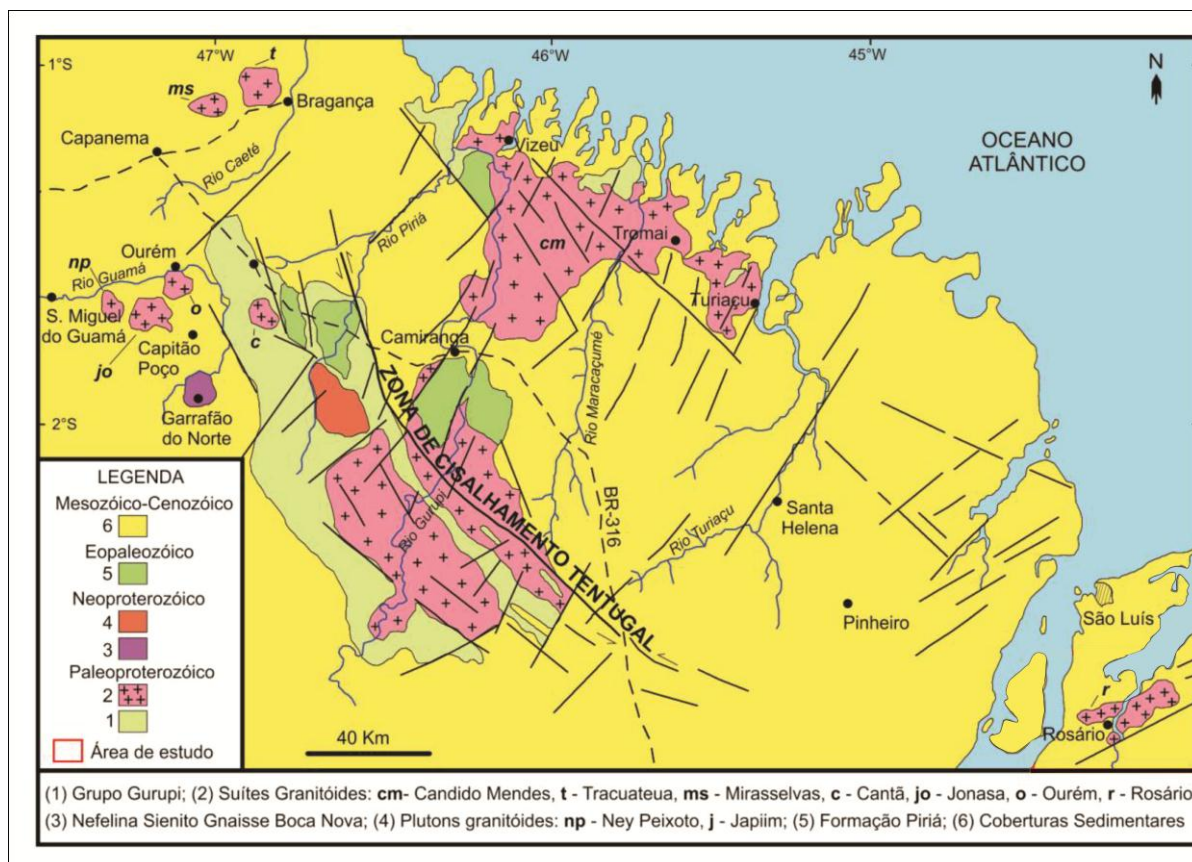 47°W
46°W
45°W
1°S
t
ms
Bragança
Capanema
Rio Caeté
Vizeu
OCEANO
ATLÂNTICO
N
Rio Piriá
cm
Tromaí
Turiaçu
Ourém
np
Rio Guamá
o
S. Miguel
do Guamá
Capitão
Poço
c
jo
Camiranga
Rio Maracaçumé
2°S
Garrafão
do Norte
ZONA DE CISALHAMENTO TENTUGAL
Rio Gurupi
BR-316
Rio Turiaçu
Santa
Helena
Pinheiro
São Luís
r
Rosário
40 Km
LEGENDA
Mesozóico-Cenozóico
6
Eopaleozóico
5
Neoproterozóico
4
3
Paleoproterozóico
2
1
Área de estudo
(1) Grupo Gurupi; (2) Suítes Granitóides: cm- Candido Mendes, t - Tracuateua, ms - Mirasselvas, c - Cantã, jo - Jonasa, o - Ourém, r - Rosário
(3) Nefelina Sienito Gnaisse Boca Nova; (4) Plutons granitóides: np - Ney Peixoto, j - Japiim; (5) Formação Piriá; (6) Coberturas Sedimentares